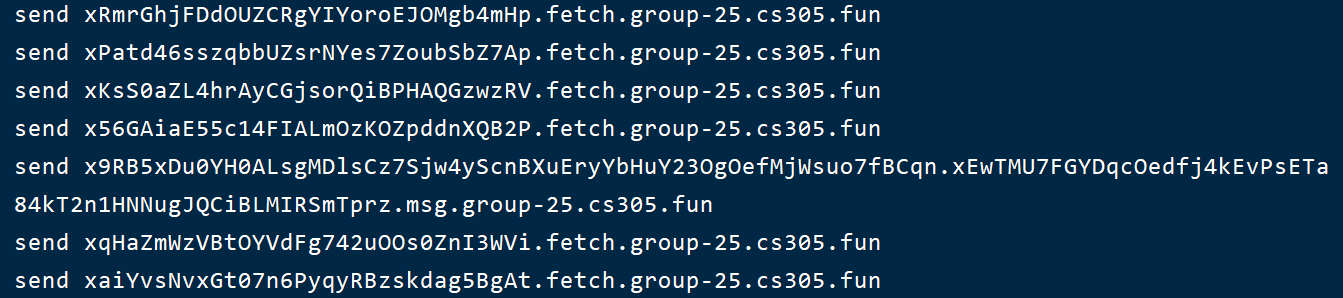 send xRmrGhjFDdOUZCRgYIYoroEJOMgb4mHp.fetch.group-25.cs305.fun
send xPatd46sszqbbUZsrNYes7ZoubSbZ7Ap.fetch.group-25.cs305.fun
send xKsS0aZL4hrAyCGjsorQiBPHAQGzwzRV.fetch.group-25.cs305.fun
send x56GAiaE55c14FIALmOzKOZpddnXQB2P.fetch.group-25.cs305.fun
send x9RB5xDu0YH0ALsgMDlsCz7Sjw4yScnBXuEryYbHuY23OgOefMjWsuo7fBCqn.xEwTMU7FGYDqcOedfj4kEvPsETa
84kT2n1HNNugJQCiBLMIRSmTprz.msg.group-25.cs305.fun
send xqHaZmWzVBtOYVdFg742uOOs0ZnI3WVi.fetch.group-25.cs305.fun
send xaiYvsNvxGt07n6PyqyRBzskdag5BgAt.fetch.group-25.cs305.fun